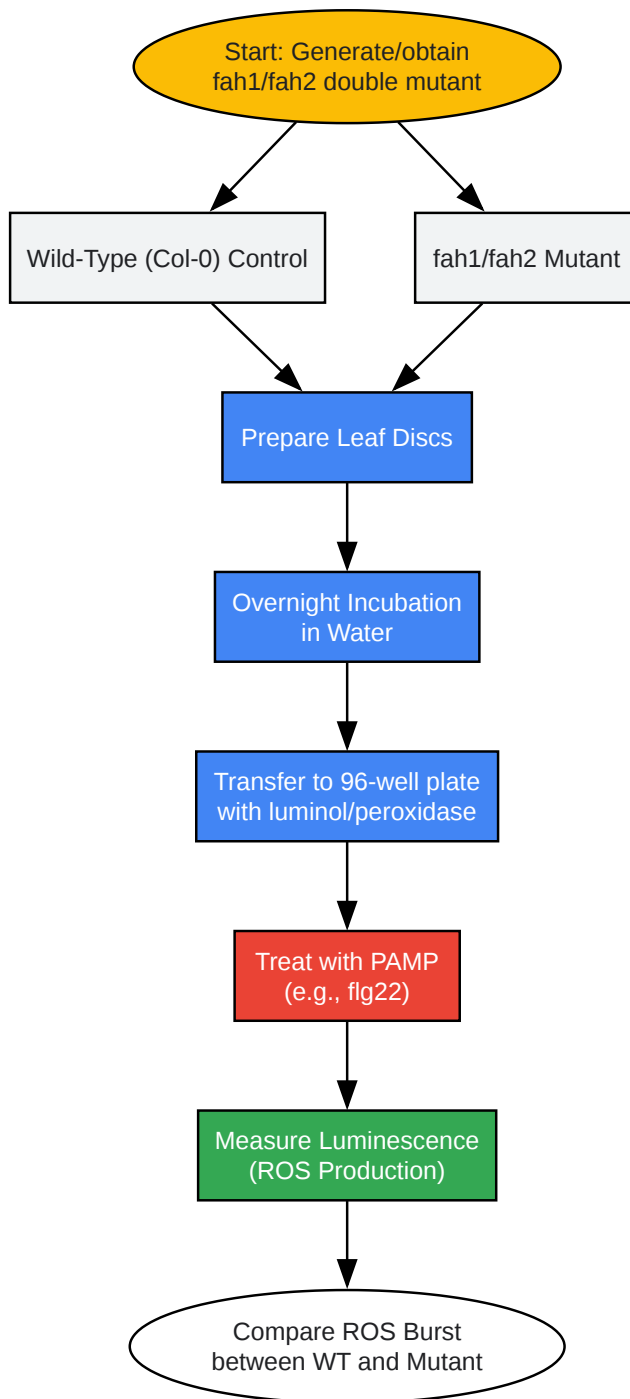 Start: Generate/obtain
fah1/fah2 double mutant
Wild-Type (Col-0) Control
fah1/fah2 Mutant
Prepare Leaf Discs
Overnight Incubation
in Water
Transfer to 96-well plate
with luminol/peroxidase
Treat with PAMP
(e.g., flg22)
Measure Luminescence
(ROS Production)
Compare ROS Burst
between WT and Mutant